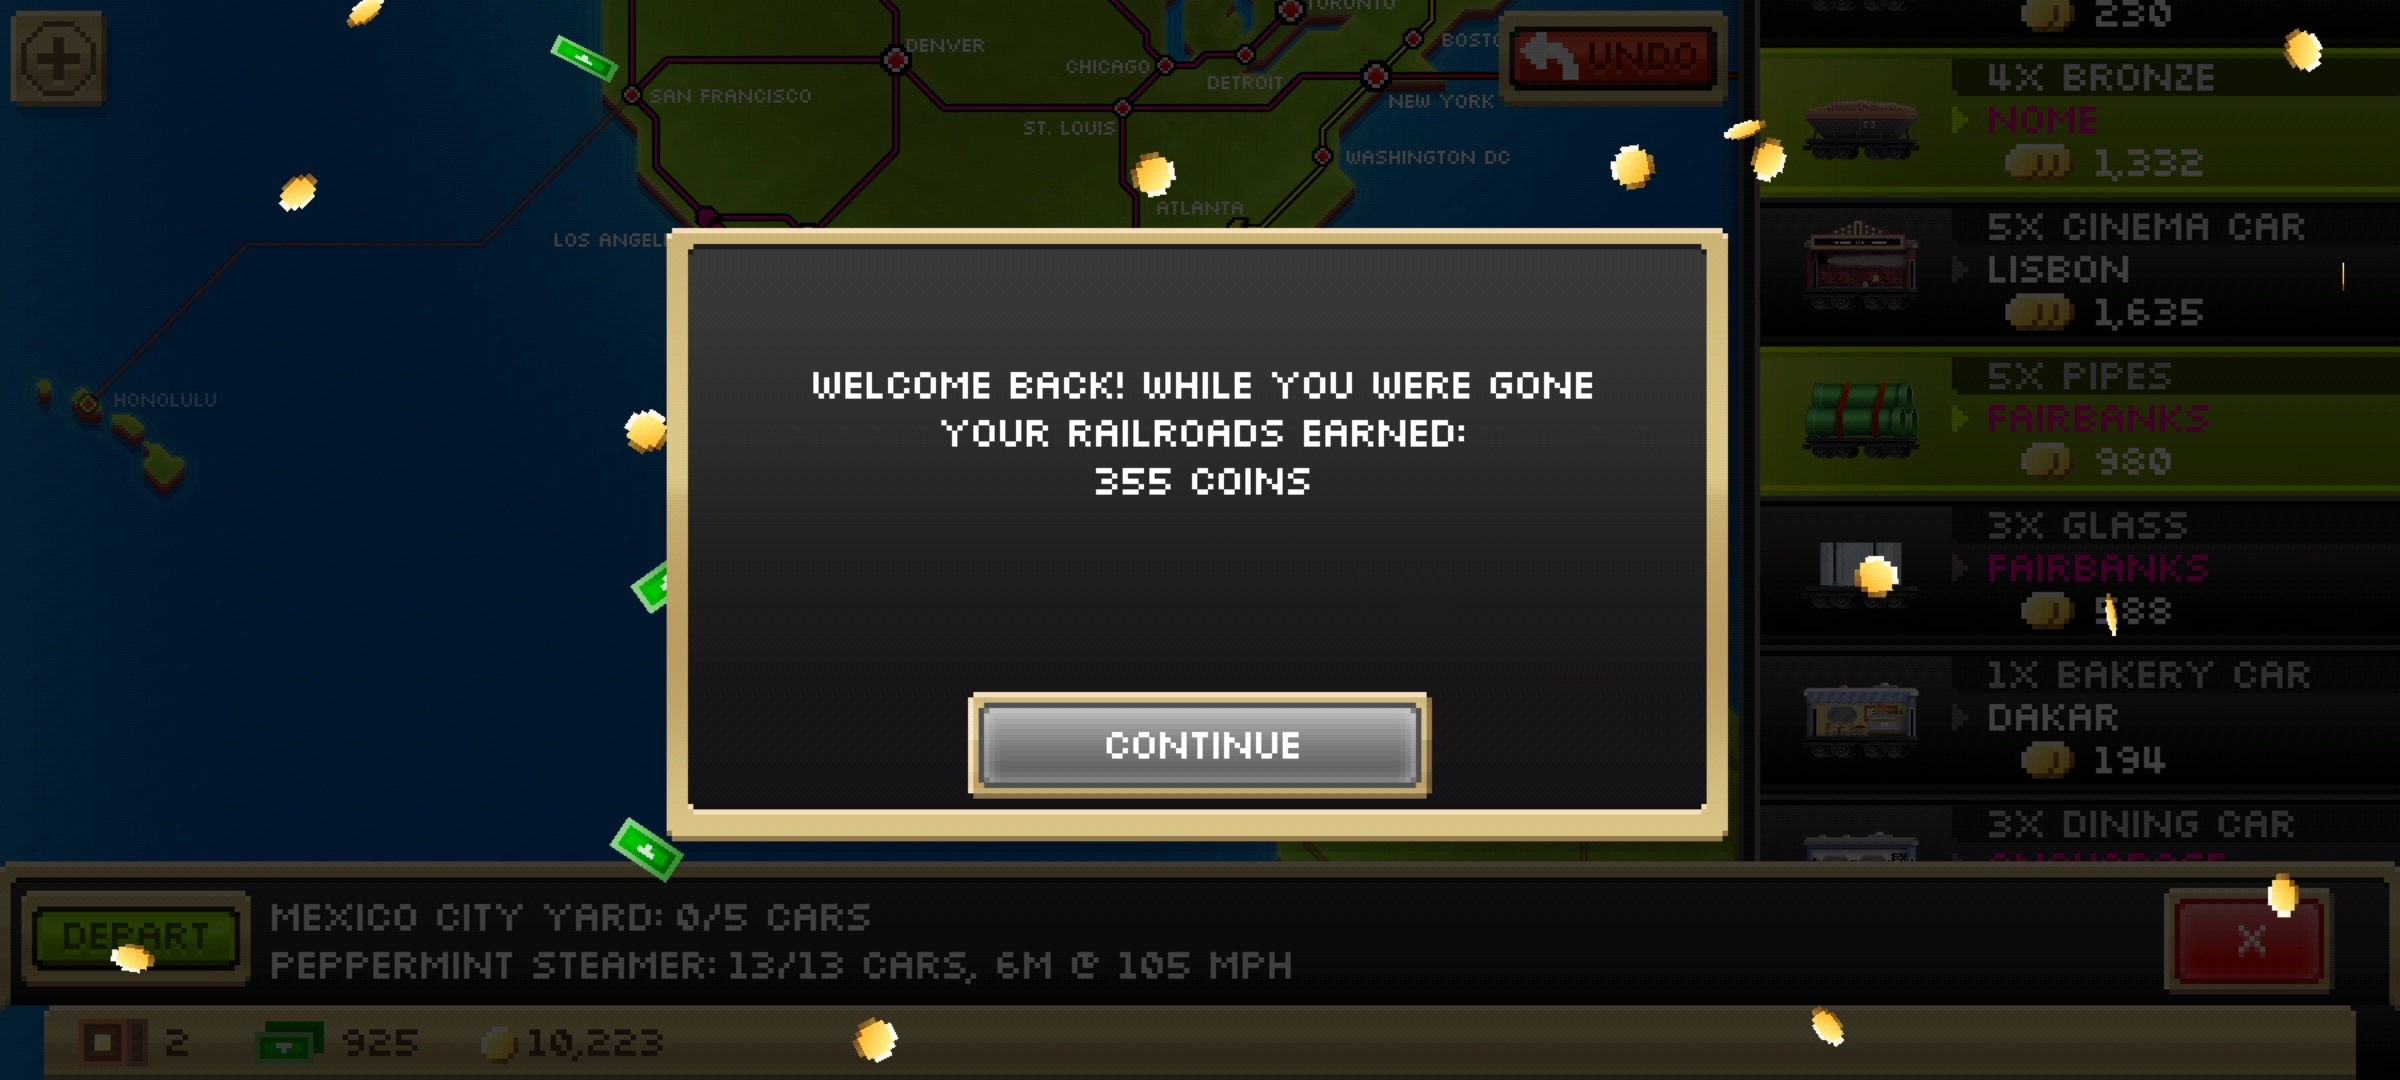 TORONTO
230
DENVER
BOSTO
UNDO
CHICAGO
4X BRONZE
DETROIT
SAN FRANCISCO
NEW YORK
NOME
ST. LOUIS
WASHINGTON DC
1,332
ATLANTA
5X CINEMA CAR
LOS ANGEL
LISBON
1,635
WELCOME BACK! WHILE YOU WERE GONE
YOUR RAILROADS EARNED:
355 COINS
5X PIPES
HONOLULU
FAIRBANKS
980
3X GLASS
FAIRBANKS
588
1X BAKERY CAR
DAKAR
CONTINUE
194
3X DINING CAR
ANCHORAGE
DEPART
MEXICO CITY YARD: 0/5 CARS
PEPPERMINT STEAMER: 13/13 CARS, 6M @ 105 MPH
X
2
925
10,223